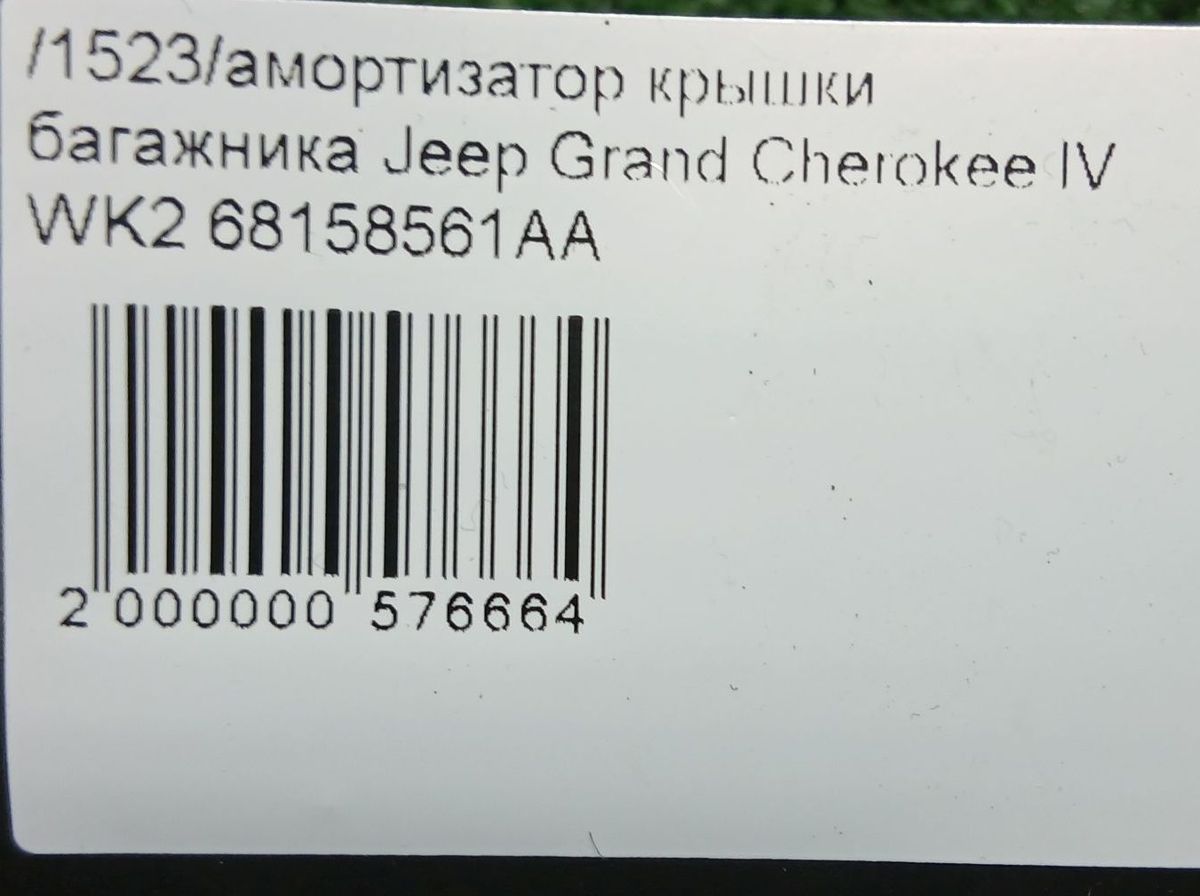 /1523/амортизатор крышки
багажника Jeep Grand Cherokee IV
WK2 68158561AA
2 000000 576664